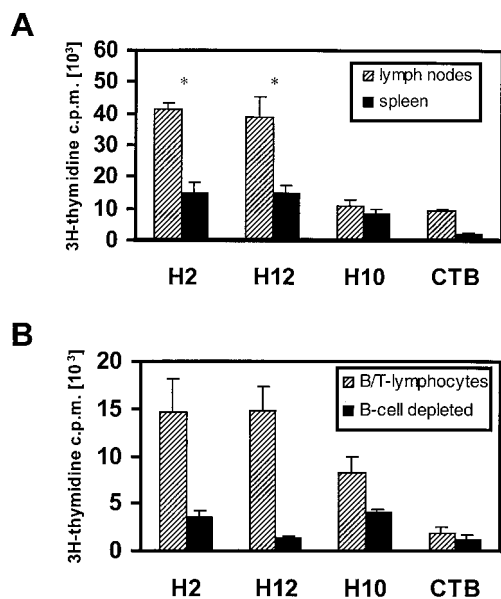 A
3H-thymidine c.p.m. [10³]
60
50
40
30
20
10
0
* *
lymph nodes
spleen
H2 H12 H10 CTB
B
3H-thymidine c.p.m. [10³]
20
15
10
5
0
B/T-lymphocytes
B-cell depleted
H2 H12 H10 CTB